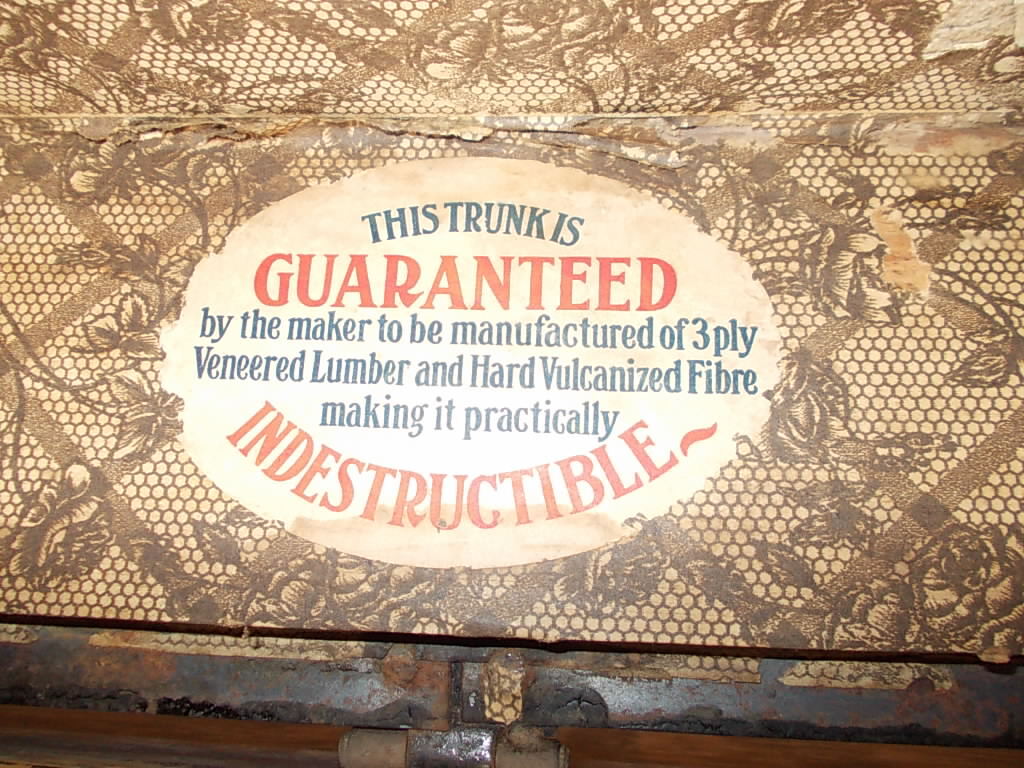 THIS TRUNK IS
GUARANTEED
by the maker to be manufactured of 3 ply
Veneered Lumber and Hard Vulcanized Fibre
making it practically
INDESTRUCTIBLE~